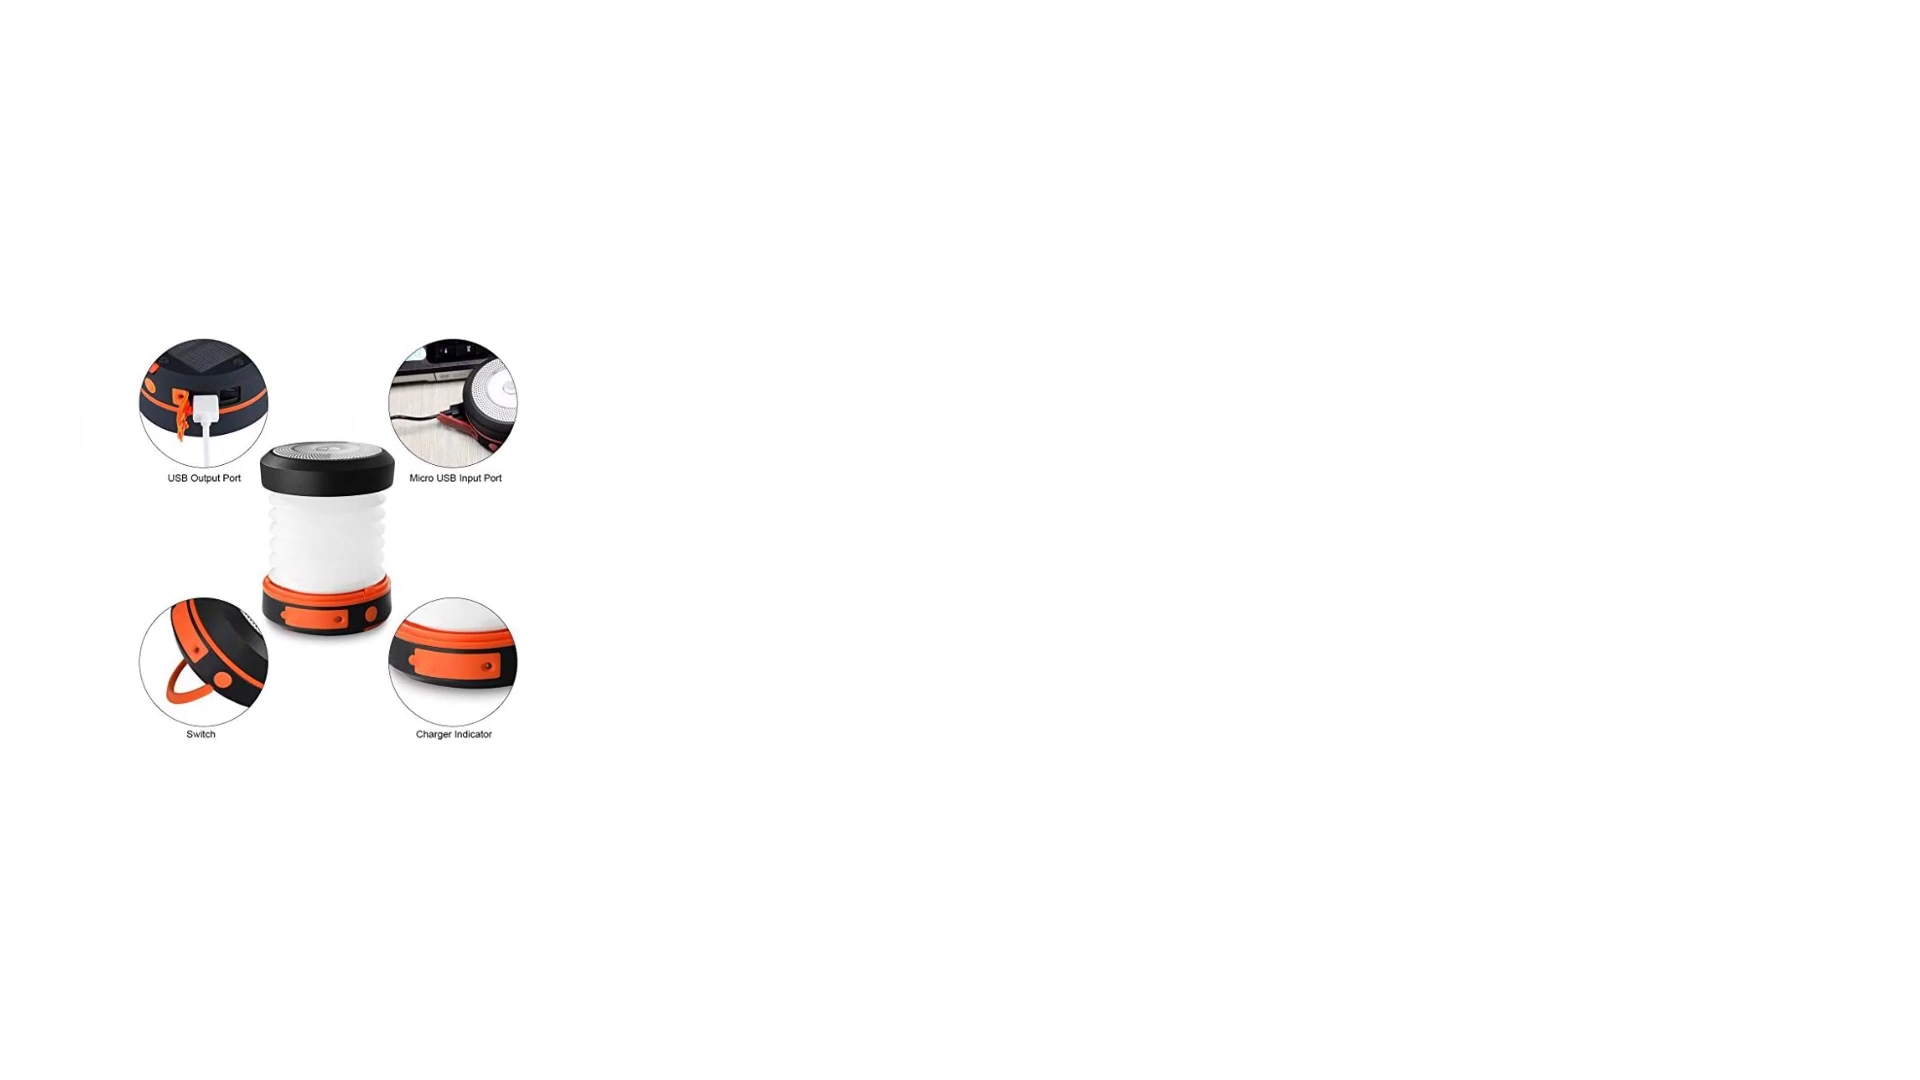 USB Output Port
Micro USB Input Port
Switch
Charger Indicator